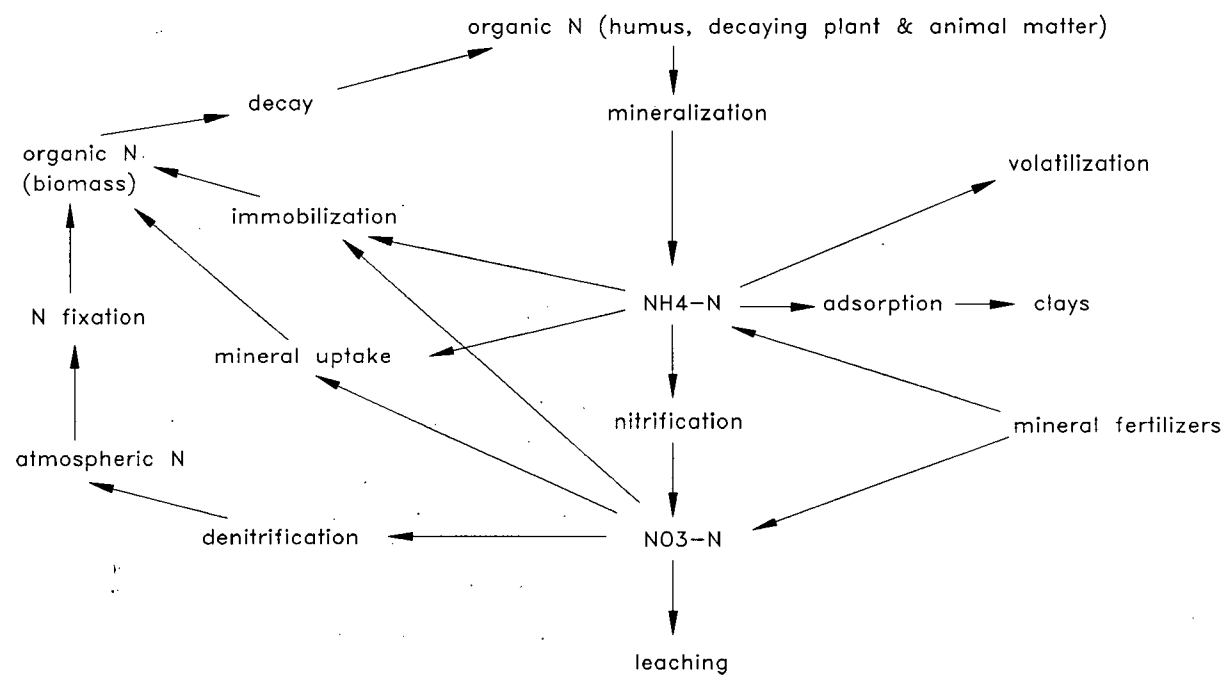 organic N (humus, decaying plant & animal matter)
decay
mineralization
organic N
(biomass)
volatilization
immobilization
NH4-N
adsorption
clays
N fixation
mineral uptake
nitrification
mineral fertilizers
atmospheric N
denitrification
NO3-N
leaching